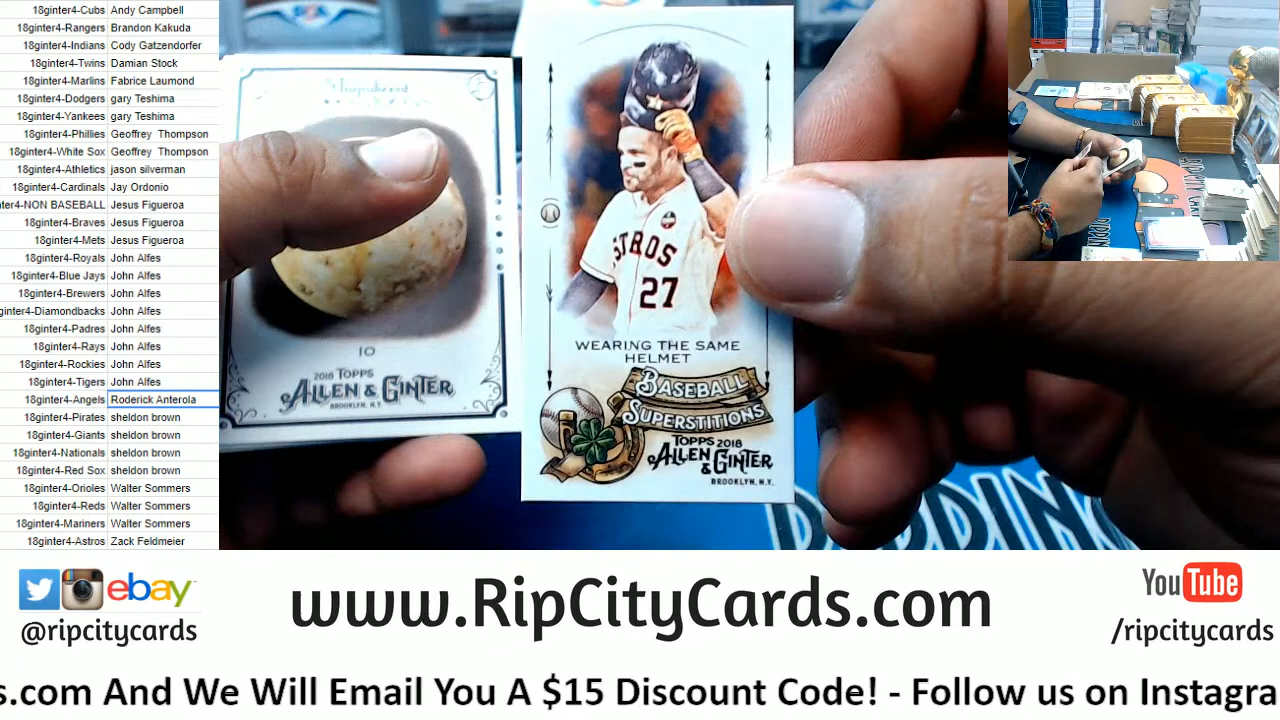 18ginter4-Cubs Andy Campbell
18ginter4-Rangers Brandon Kakuda
18ginter4-Indians Cody Gatzendorfer
18ginter4-Twins Damian Stock
18ginter4-Marlins Fabrice Laumond
18ginter4-Dodgers gary Teshima
18ginter4-Yankees gary Teshima
18ginter4-Phillies Geoffrey Thompson
18ginter4-White Sox Geoffrey Thompson
18ginter4-Athletics jason silverman
18ginter4-Cardinals Jay Ordonio
nter4-NON BASEBALL Jesus Figueroa
18ginter4-Braves Jesus Figueroa
18ginter4-Mets Jesus Figueroa
18ginter4-Royals John Alfes
18ginter4-Blue Jays John Alfes
18ginter4-Brewers John Alfes
ginter4-Diamondbacks John Alfes
18ginter4-Padres John Alfes
18ginter4-Rays John Alfes
18ginter4-Rockies John Alfes
18ginter4-Tigers John Alfes
18ginter4-Angels Roderick Anterola
18ginter4-Pirates sheldon brown
18ginter4-Giants sheldon brown
18ginter4-Nationals sheldon brown
18ginter4-Red Sox sheldon brown
18ginter4-Orioles Walter Sommers
18ginter4-Reds Walter Sommers
18ginter4-Mariners Walter Sommers
18ginter4-Astros Zack Feldmeier
10
2018 TOPPS
ALLEN & GINTER
BROOKLYN, N.Y.
STROS
27
WEARING THE SAME
HELMET
BASEBALL
SUPERSTITIONS
TOPPS 2018
ALLEN
& GINTER
BROOKLYN, N.Y.
RIPPING
ebay
@ripcitycards
www.RipCityCards.com
YouTube
/ripcitycards
s.com And We Will Email You A $15 Discount Code! - Follow us on Instagra